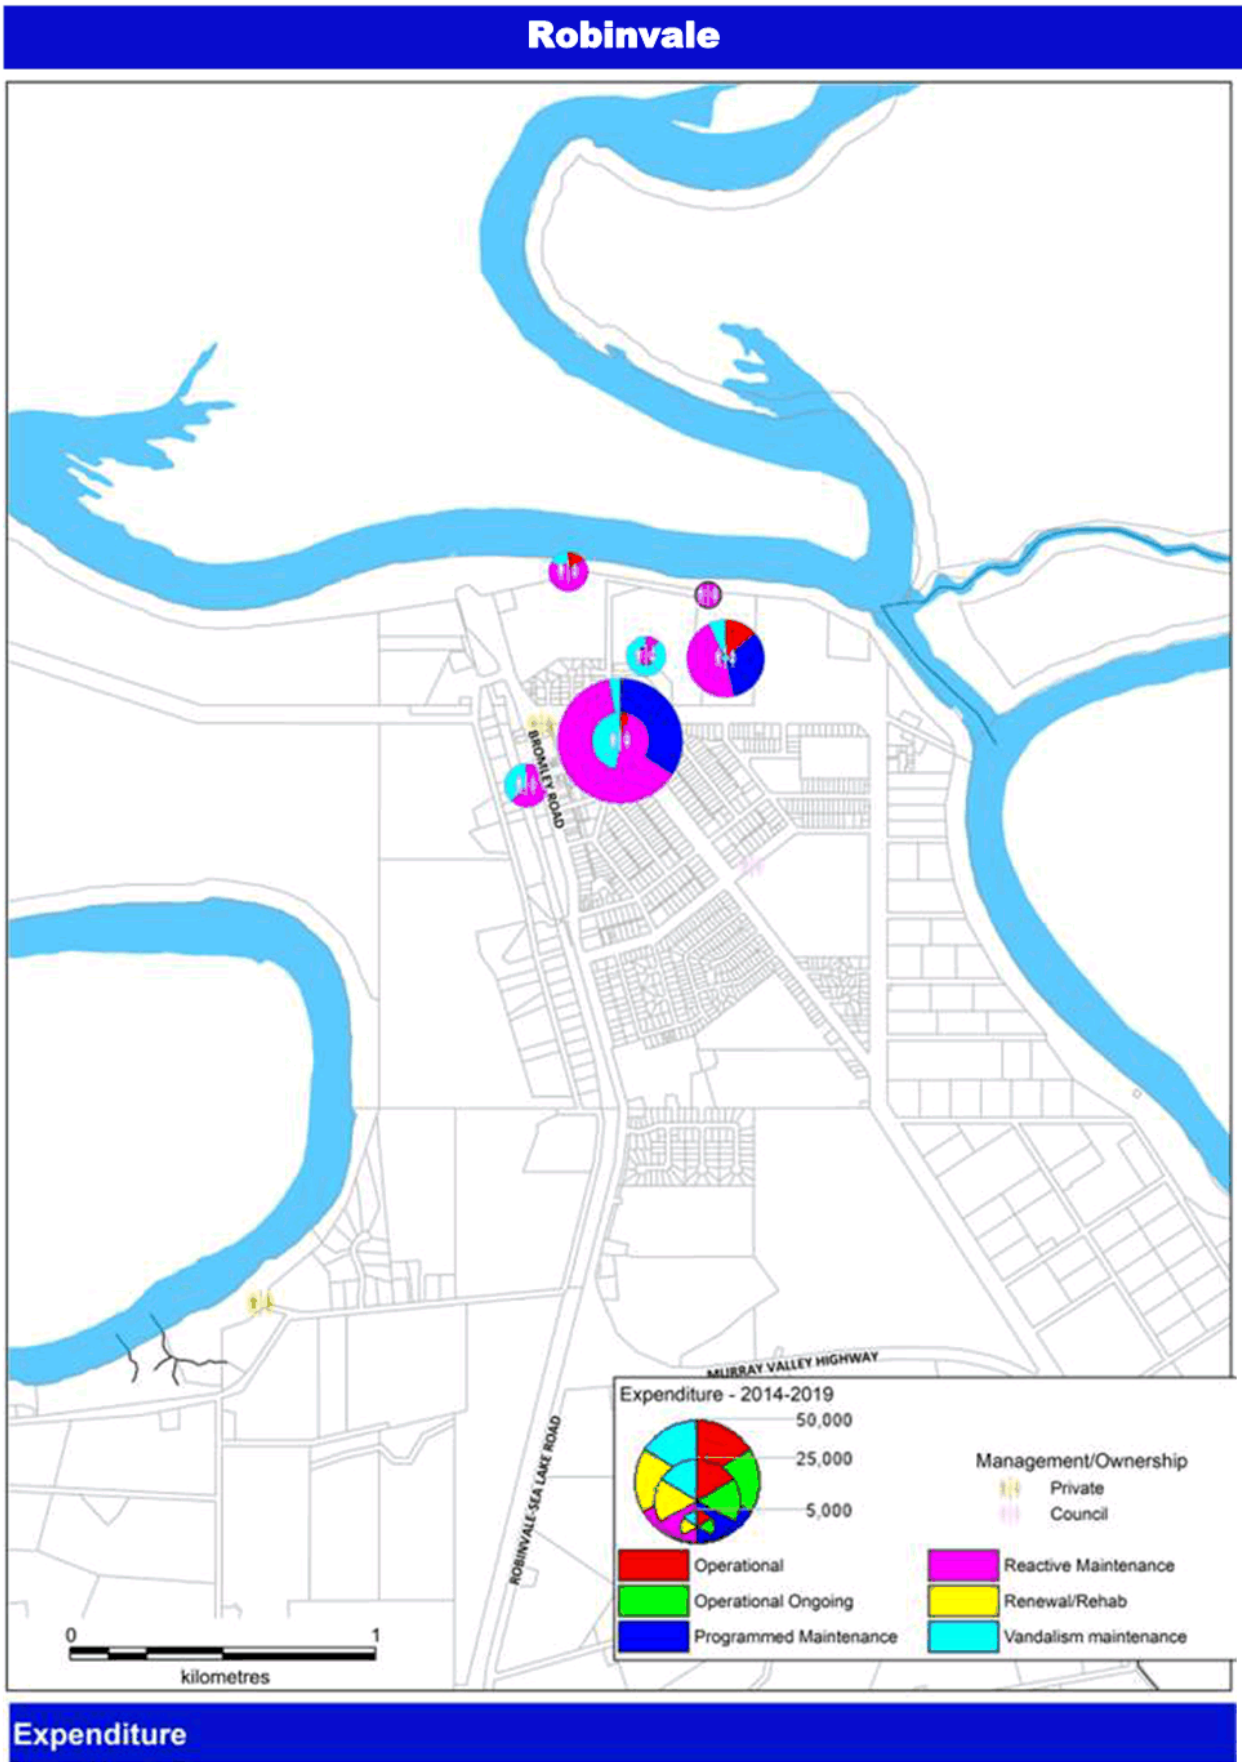 Robinvale
BROMLEY ROAD
MURRAY VALLEY HIGHWAY
ROBINVALE-SEA LAKE ROAD
Expenditure - 2014-2019
50,000
25,000
5,000
Management/Ownership
Private
Council
Operational
Operational Ongoing
Programmed Maintenance
Reactive Maintenance
Renewal/Rehab
Vandalism maintenance
0 1
kilometres
Expenditure